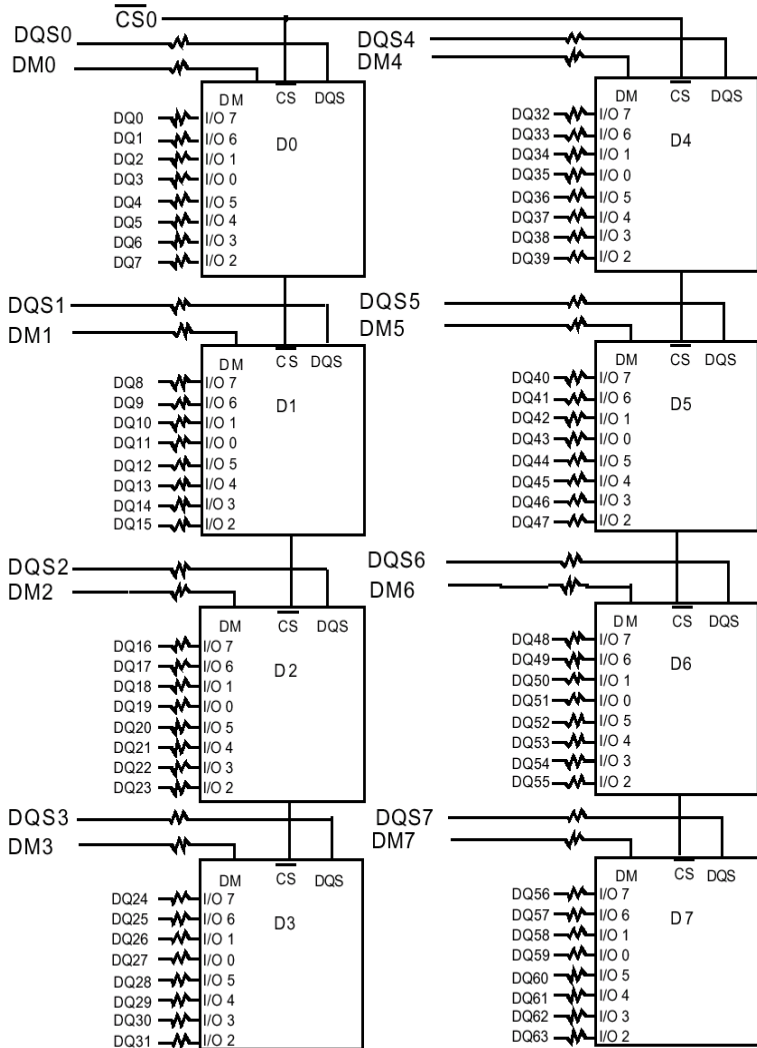 CS0
DQS0
DM0
DM CS DQS
D0
DQ0 I/O 7
DQ1 I/O 6
DQ2 I/O 1
DQ3 I/O 0
DQ4 I/O 5
DQ5 I/O 4
DQ6 I/O 3
DQ7 I/O 2
DQS1
DM1
DM CS DQS
D1
DQ8 I/O 7
DQ9 I/O 6
DQ10 I/O 1
DQ11 I/O 0
DQ12 I/O 5
DQ13 I/O 4
DQ14 I/O 3
DQ15 I/O 2
DQS2
DM2
DM CS DQS
D2
DQ16 I/O 7
DQ17 I/O 6
DQ18 I/O 1
DQ19 I/O 0
DQ20 I/O 5
DQ21 I/O 4
DQ22 I/O 3
DQ23 I/O 2
DQS3
DM3
DM CS DQS
D3
DQ24 I/O 7
DQ25 I/O 6
DQ26 I/O 1
DQ27 I/O 0
DQ28 I/O 5
DQ29 I/O 4
DQ30 I/O 3
DQ31 I/O 2
DQS4
DM4
DM CS DQS
D4
DQ32 I/O 7
DQ33 I/O 6
DQ34 I/O 1
DQ35 I/O 0
DQ36 I/O 5
DQ37 I/O 4
DQ38 I/O 3
DQ39 I/O 2
DQS5
DM5
DM CS DQS
D5
DQ40 I/O 7
DQ41 I/O 6
DQ42 I/O 1
DQ43 I/O 0
DQ44 I/O 5
DQ45 I/O 4
DQ46 I/O 3
DQ47 I/O 2
DQS6
DM6
DM CS DQS
D6
DQ48 I/O 7
DQ49 I/O 6
DQ50 I/O 1
DQ51 I/O 0
DQ52 I/O 5
DQ53 I/O 4
DQ54 I/O 3
DQ55 I/O 2
DQS7
DM7
DM CS DQS
D7
DQ56 I/O 7
DQ57 I/O 6
DQ58 I/O 1
DQ59 I/O 0
DQ60 I/O 5
DQ61 I/O 4
DQ62 I/O 3
DQ63 I/O 2